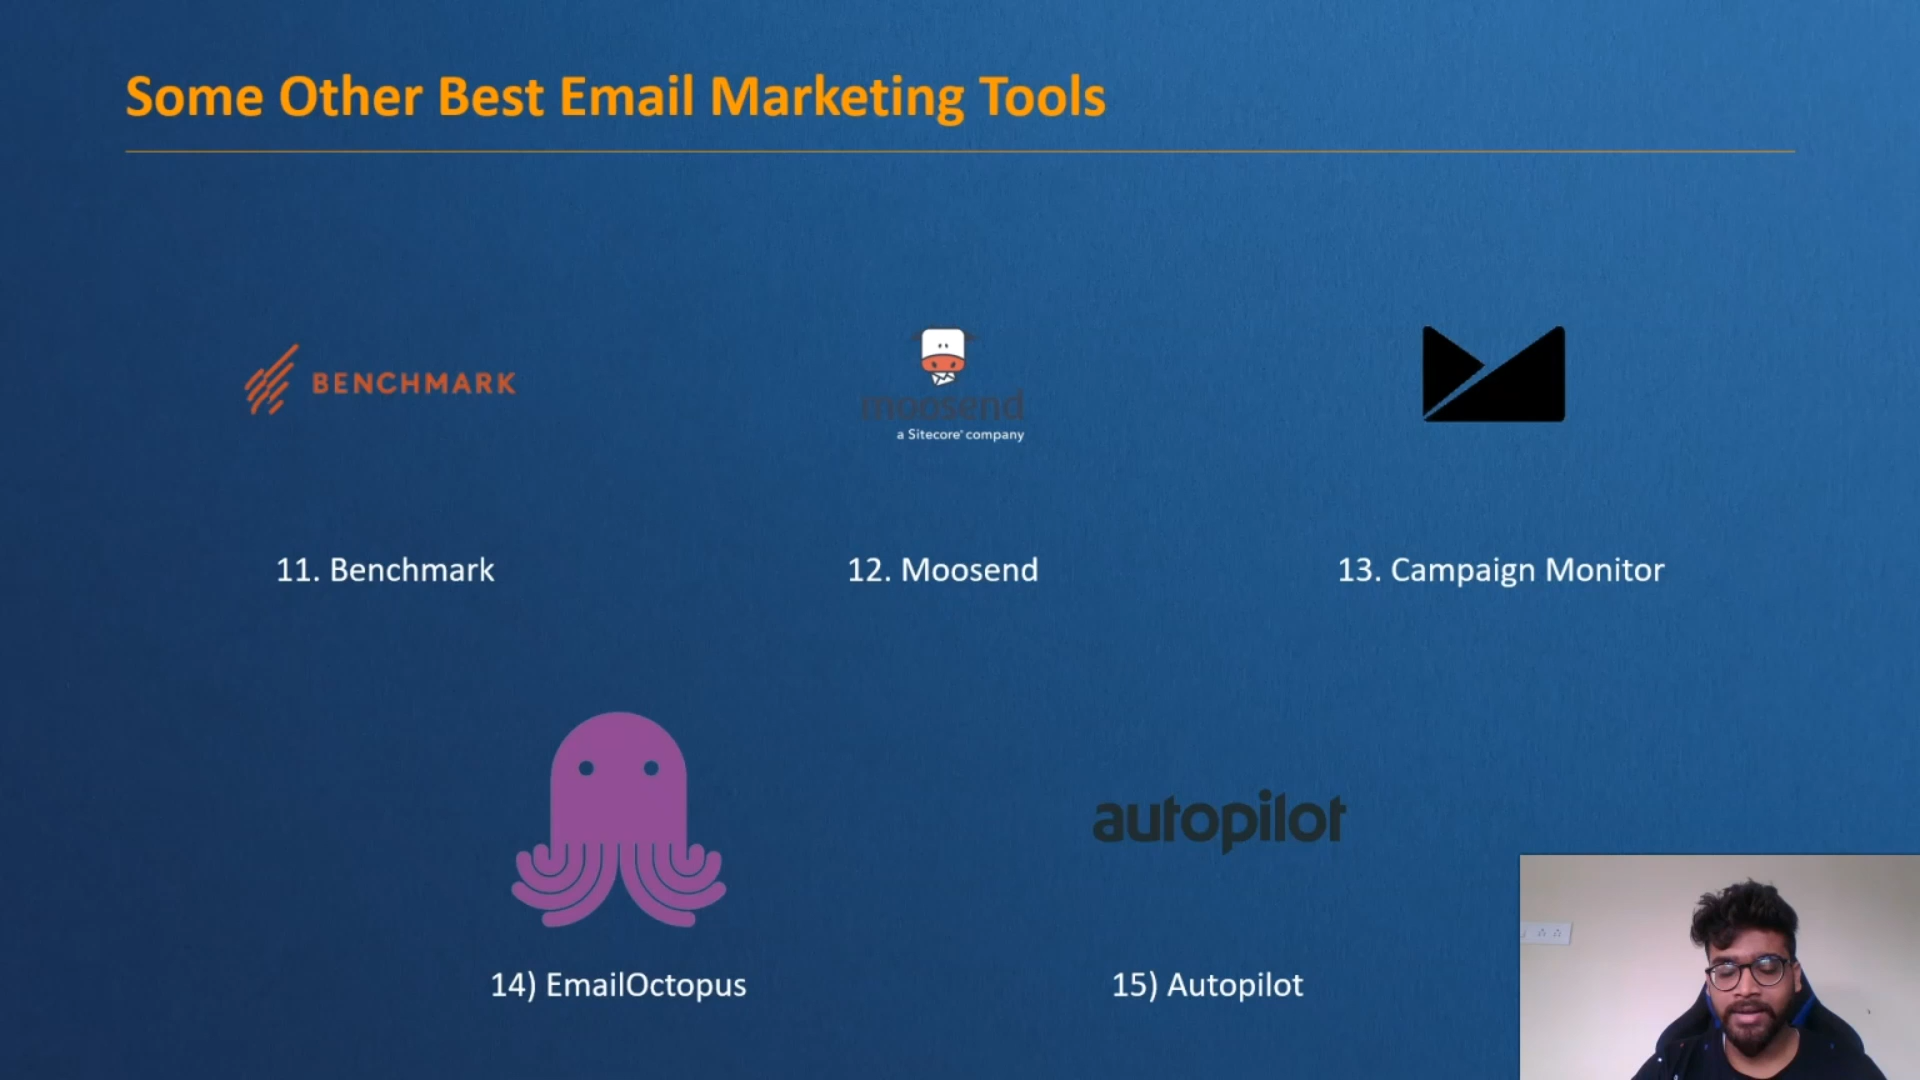 Some Other Best Email Marketing Tools
BENCHMARK
moosend
a Sitecore® company
11. Benchmark
12. Moosend
13. Campaign Monitor
autopilot
14) EmailOctopus
15) Autopilot